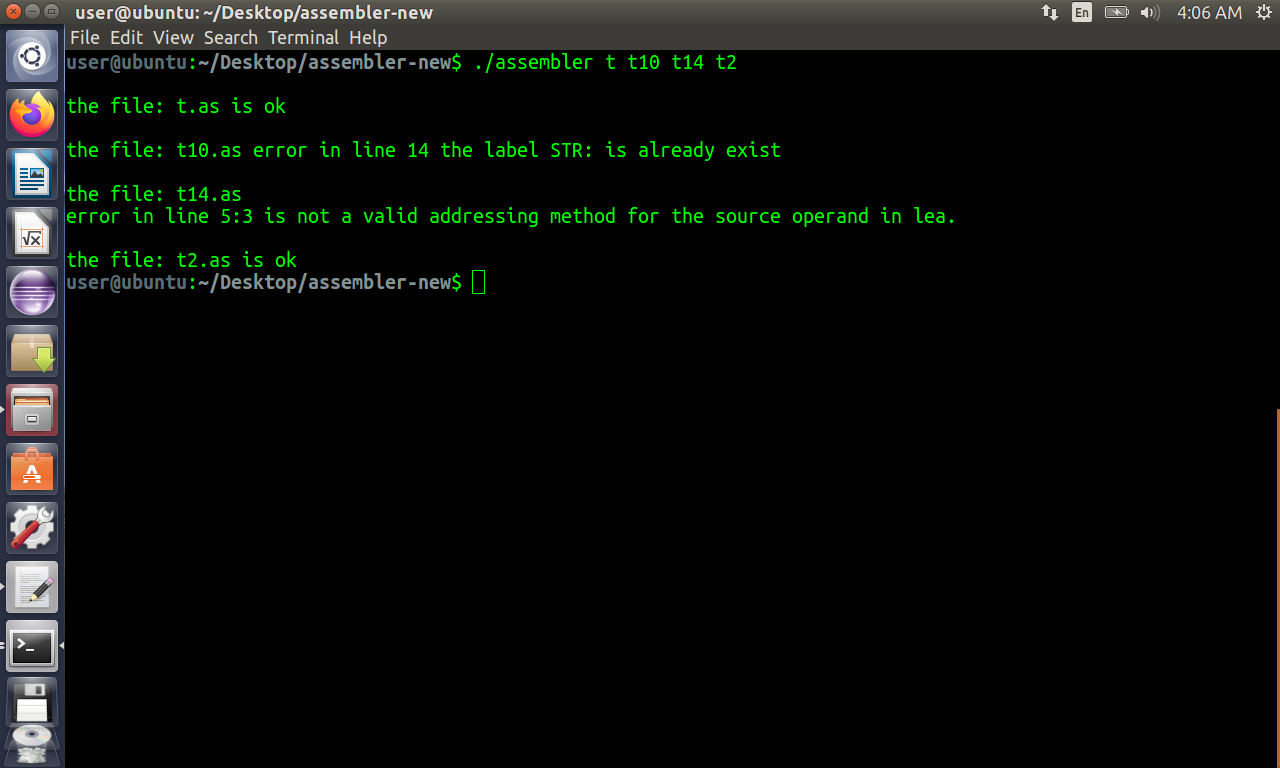 user@ubuntu: ~/Desktop/assembler-new
En
4:06 AM
File Edit View Search Terminal Help
user@ubuntu:~/Desktop/assembler-new$ ./assembler t t10 t14 t2
the file: t.as is ok
the file: t10.as error in line 14 the label STR: is already exist
the file: t14.as
error in line 5:3 is not a valid addressing method for the source operand in lea.
the file: t2.as is ok
user@ubuntu:~/Desktop/assembler-new$